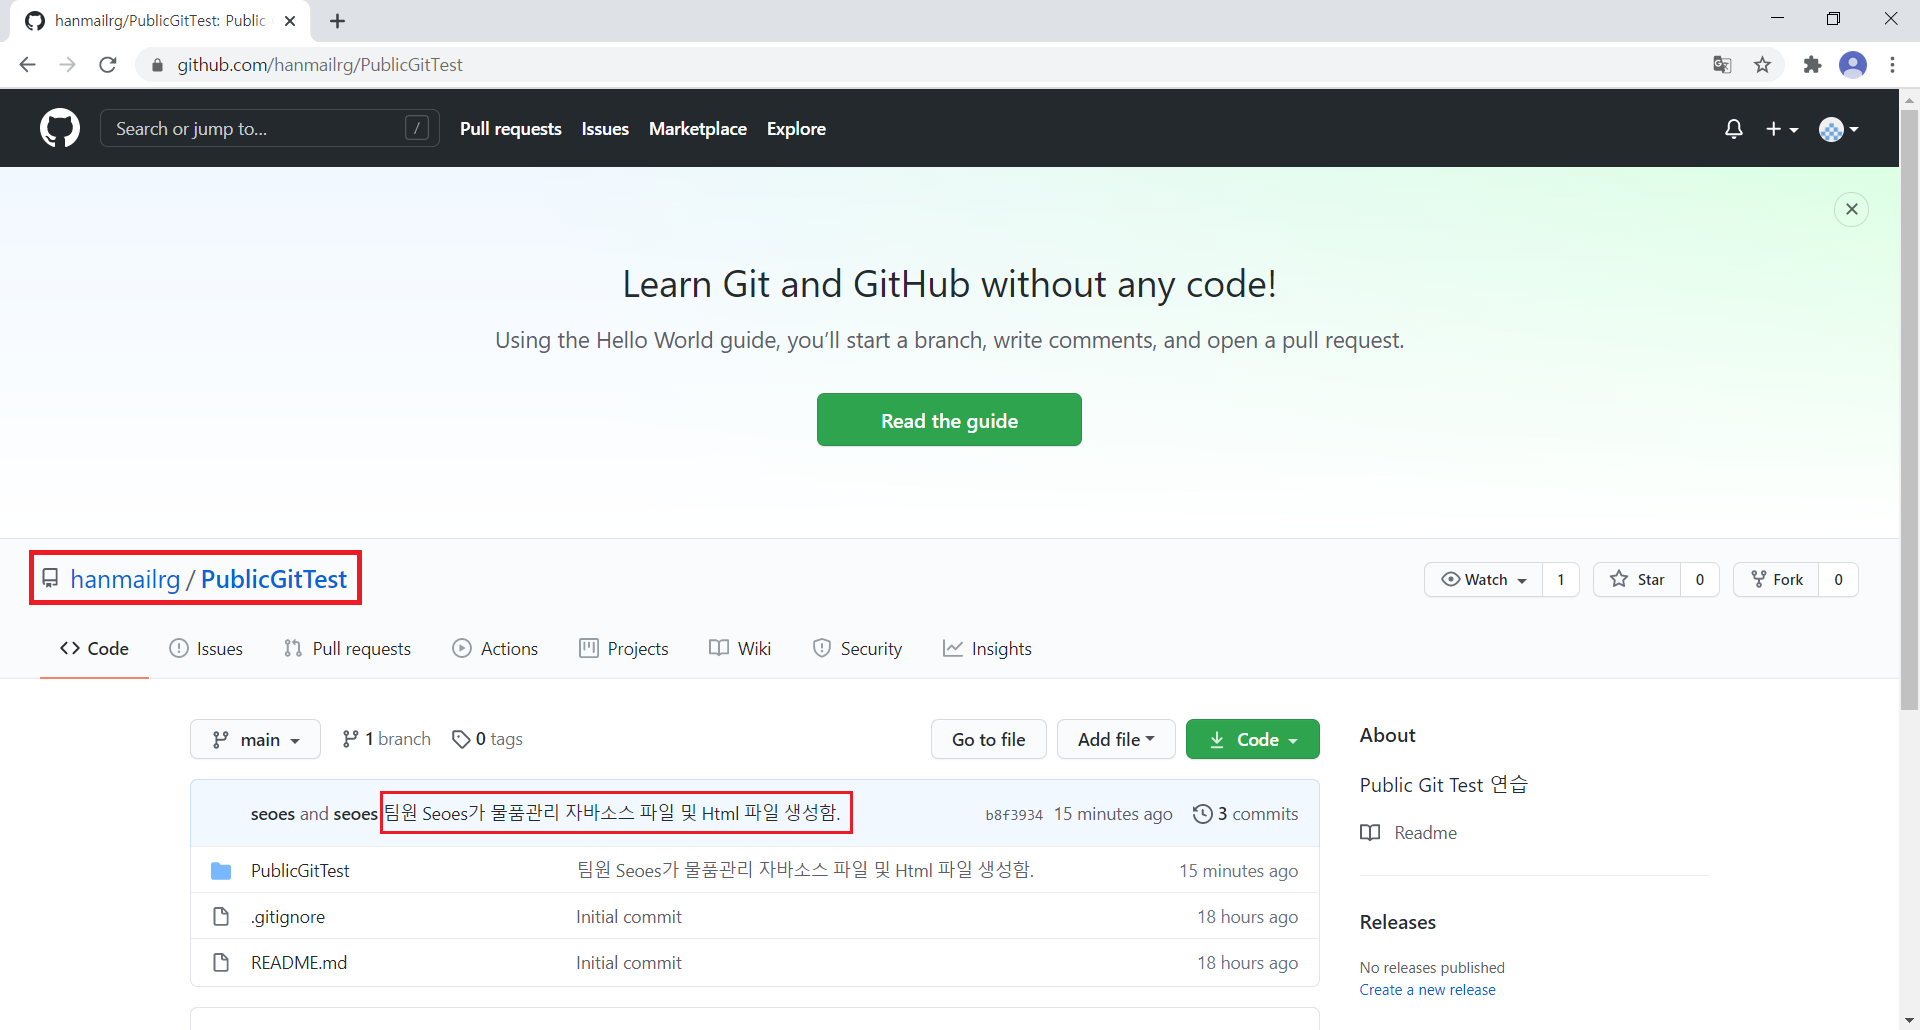 hanmailrg/PublicGitTest: Public
github.com/hanmailrg/PublicGitTest
Search or jump to... /
Pull requests Issues Marketplace Explore
Learn Git and GitHub without any code!
Using the Hello World guide, you’ll start a branch, write comments, and open a pull request.
Read the guide
hanmailrg / PublicGitTest
Watch 1 Star 0 Fork 0
Code Issues Pull requests Actions Projects Wiki Security Insights
main 1 branch 0 tags Go to file Add file Code
seoes and seoes 팀원 Seoes가 물품관리 자바소스 파일 및 Html 파일 생성함. b8f3934 15 minutes ago 3 commits
PublicGitTest 팀원 Seoes가 물품관리 자바소스 파일 및 Html 파일 생성함. 15 minutes ago
.gitignore Initial commit 18 hours ago
README.md Initial commit 18 hours ago
About
Public Git Test 연습
Readme
Releases
No releases published
Create a new release